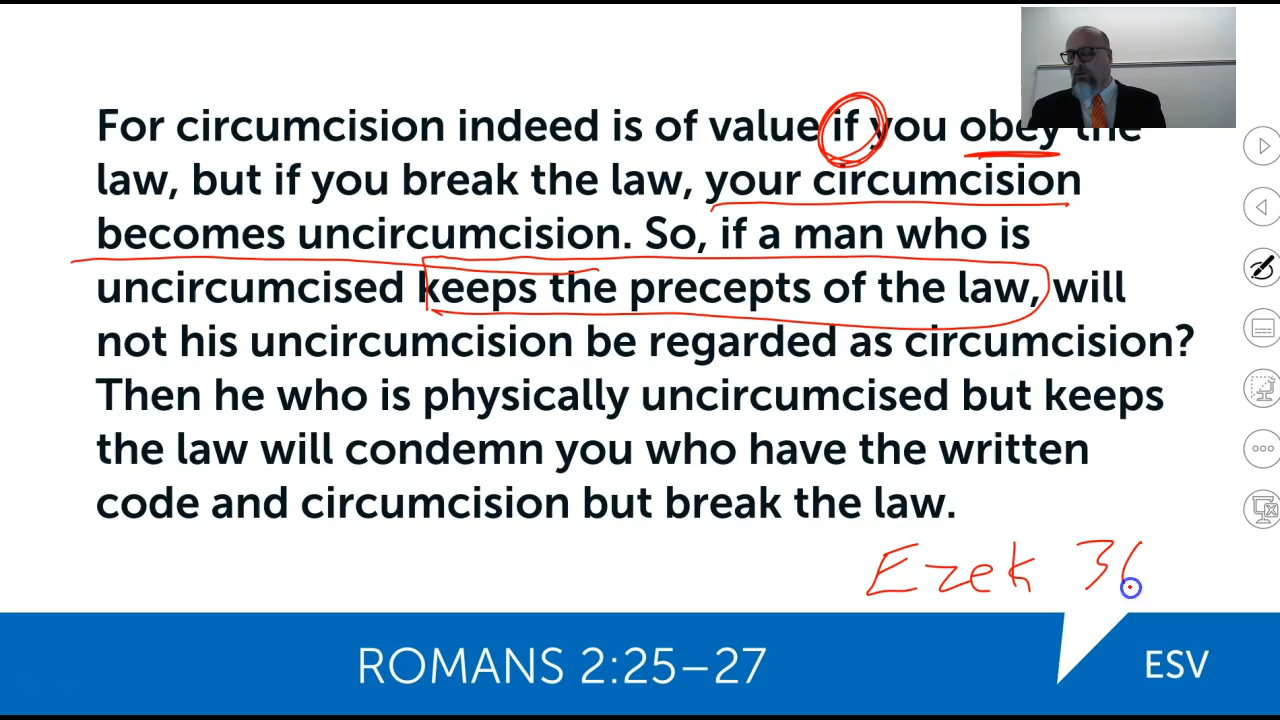 For circumcision indeed is of value if you obey the
law, but if you break the law, your circumcision
becomes uncircumcision. So, if a man who is
uncircumcised keeps the precepts of the law, will
not his uncircumcision be regarded as circumcision?
Then he who is physically uncircumcised but keeps
the law will condemn you who have the written
code and circumcision but break the law.
Ezek 36
ROMANS 2:25–27
ESV